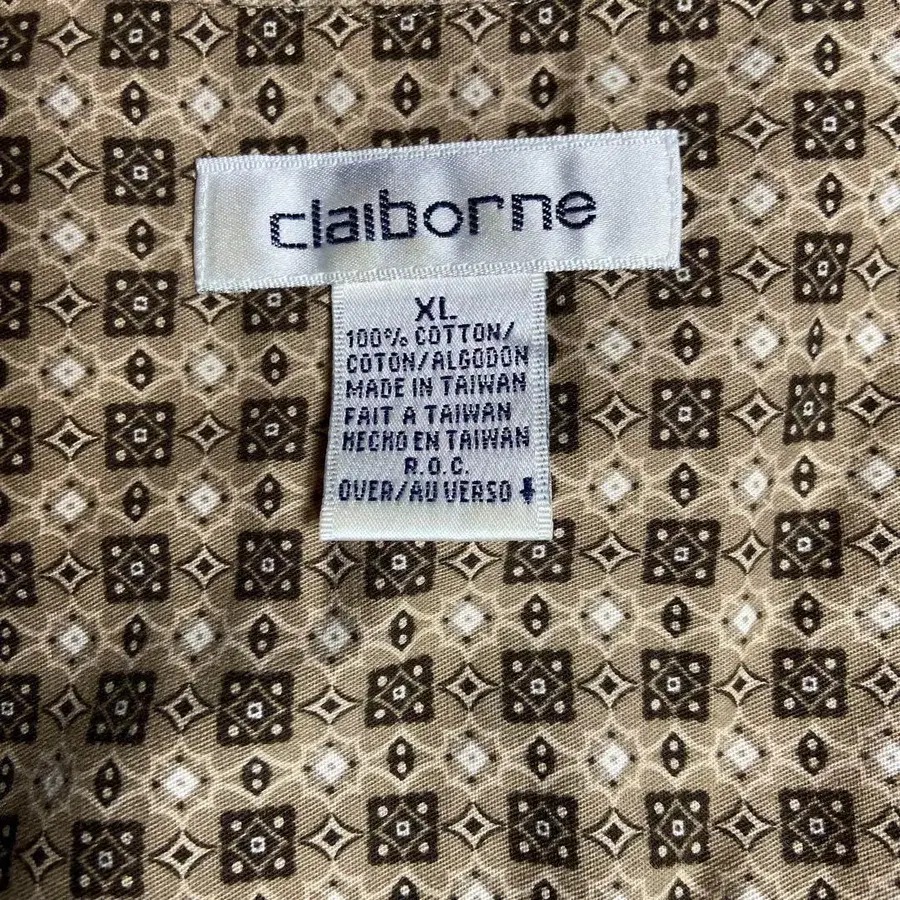 claiborne
XL
100% COTTON/
COTON/ALGODON
MADE IN TAIWAN
FAIT A TAIWAN
HECHO EN TAIWAN
R.O.C.
OVER/AU VERSO